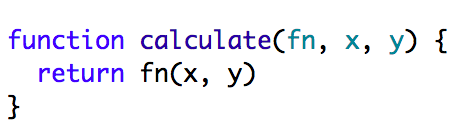 function calculate(fn, x, y) {
  return fn(x, y)
}